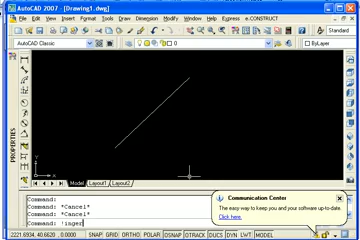 AutoCAD 2007 - [Drawing1.dwg]
File Edit View Insert Format Tools Draw Dimension Modify Window Help Express e.CONSTRUCT
Standard
AutoCAD Classic
0
ByLayer
PROPERTIES
Y
X
Model Layout1 Layout2
Command:
Command: *Cancel*
Command: *Cancel*
Command: 'inger
Communication Center
The easy way to keep you and your software up-to-date.
Click here.
2221.6934, 40.6620 , 0.0000 SNAP GRID ORTHO POLAR OSNAP OTRACK DUCS DYN LWT MODEL